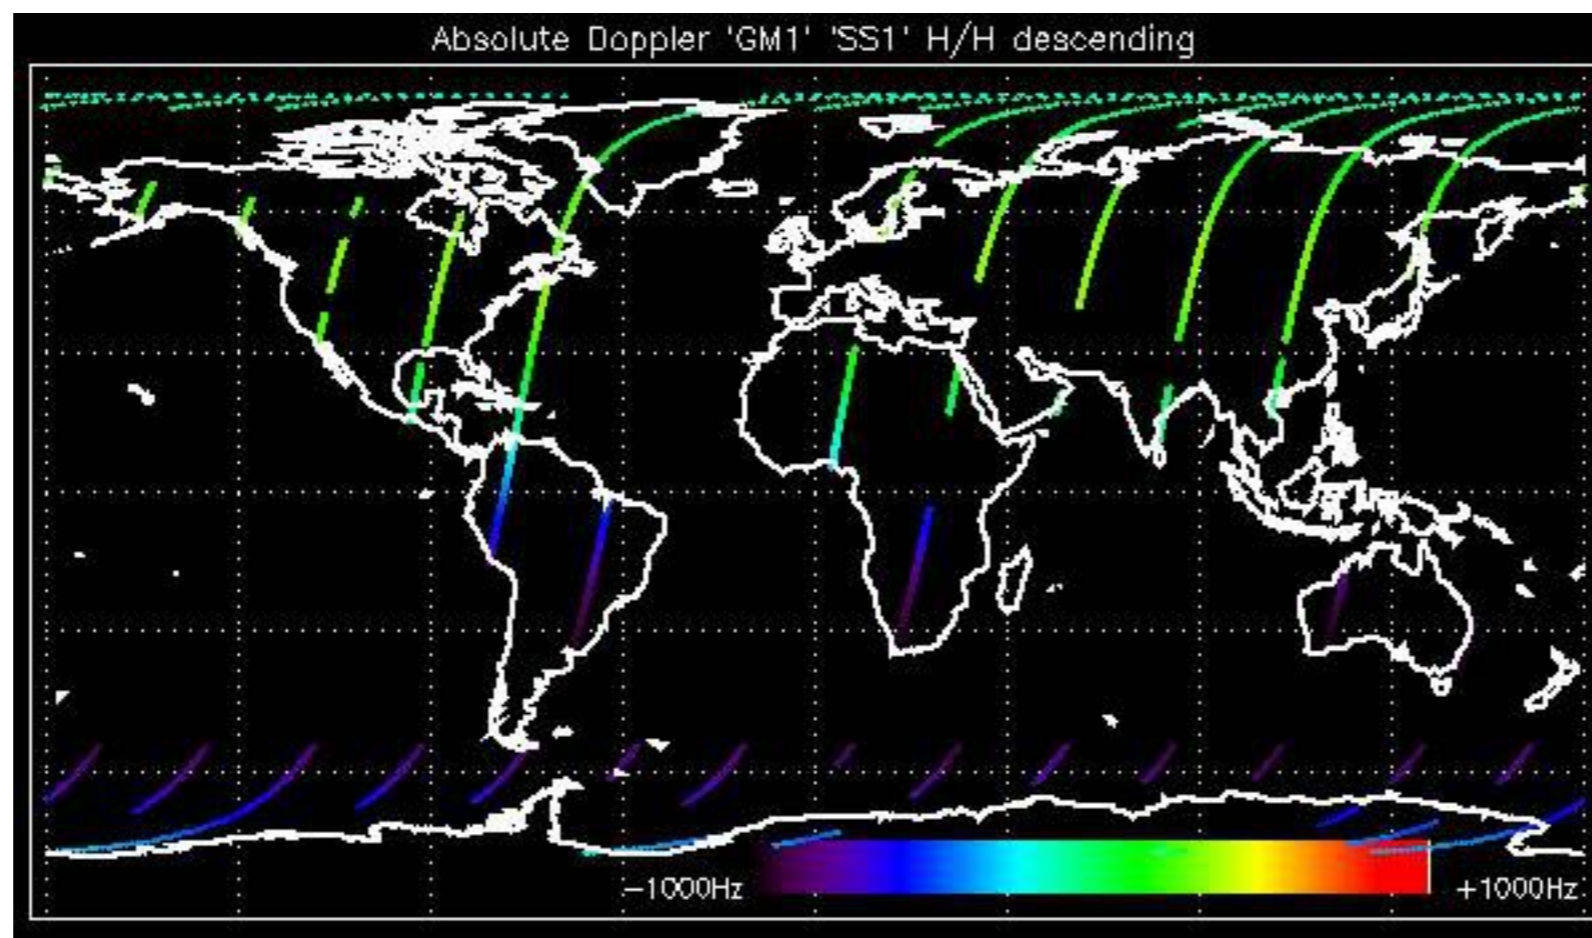 Absolute Doppler 'GM1' 'SS1' H/H descending
-1000Hz
+1000Hz